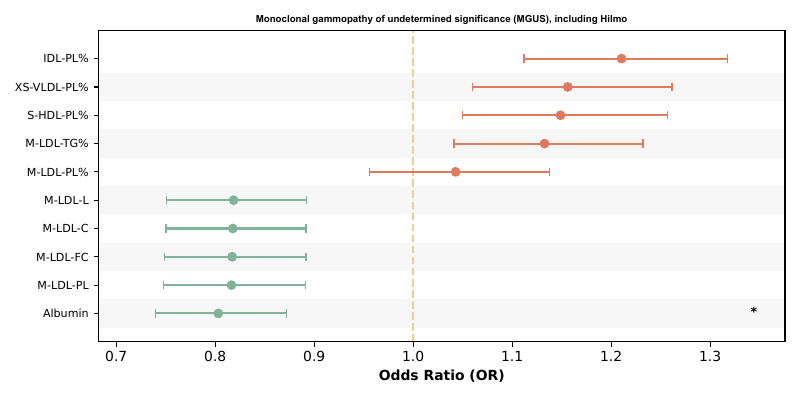 Monoclonal gammopathy of undetermined significance (MGUS), including Hilmo
IDL-PL%
XS-VLDL-PL%
S-HDL-PL%
M-LDL-TG%
M-LDL-PL%
M-LDL-L
M-LDL-C
M-LDL-FC
M-LDL-PL
Albumin
*
0.7 0.8 0.9 1.0 1.1 1.2 1.3
Odds Ratio (OR)